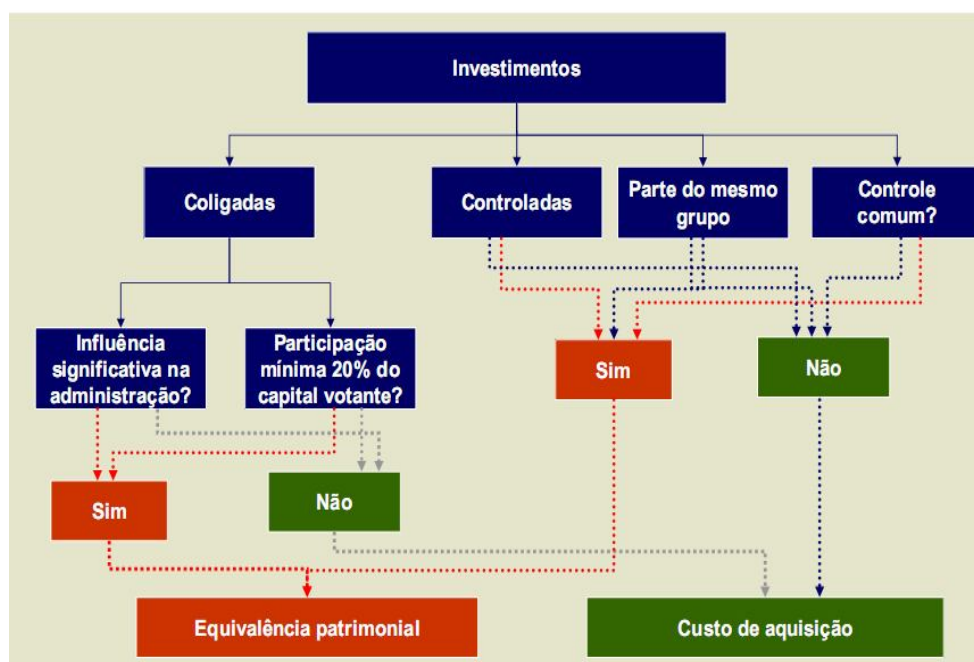 Investimentos
Coligadas
Controladas
Parte do mesmo
grupo
Controle
comum?
Influência
significativa na
administração?
Participação
mínima 20% do
capital votante?
Sim
Não
Sim
Não
Equivalência patrimonial
Custo de aquisição